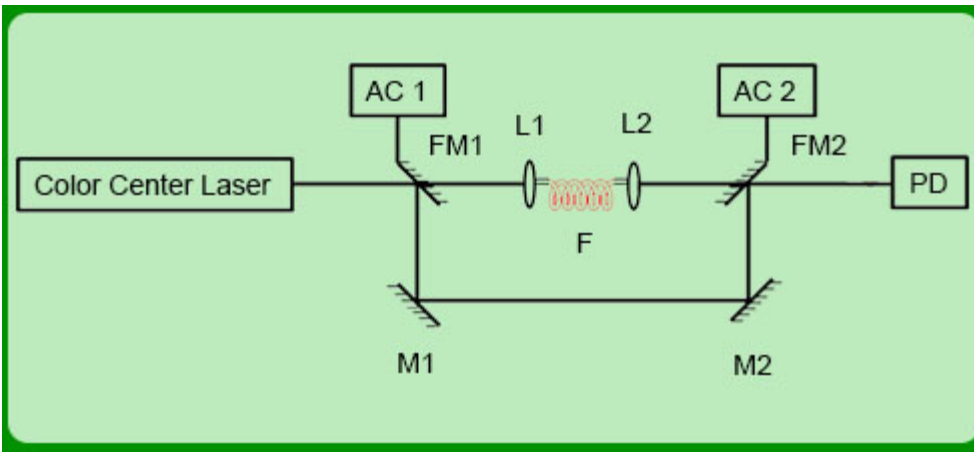 AC 1
AC 2
L1
L2
FM1
FM2
Color Center Laser
PD
F
M1
M2